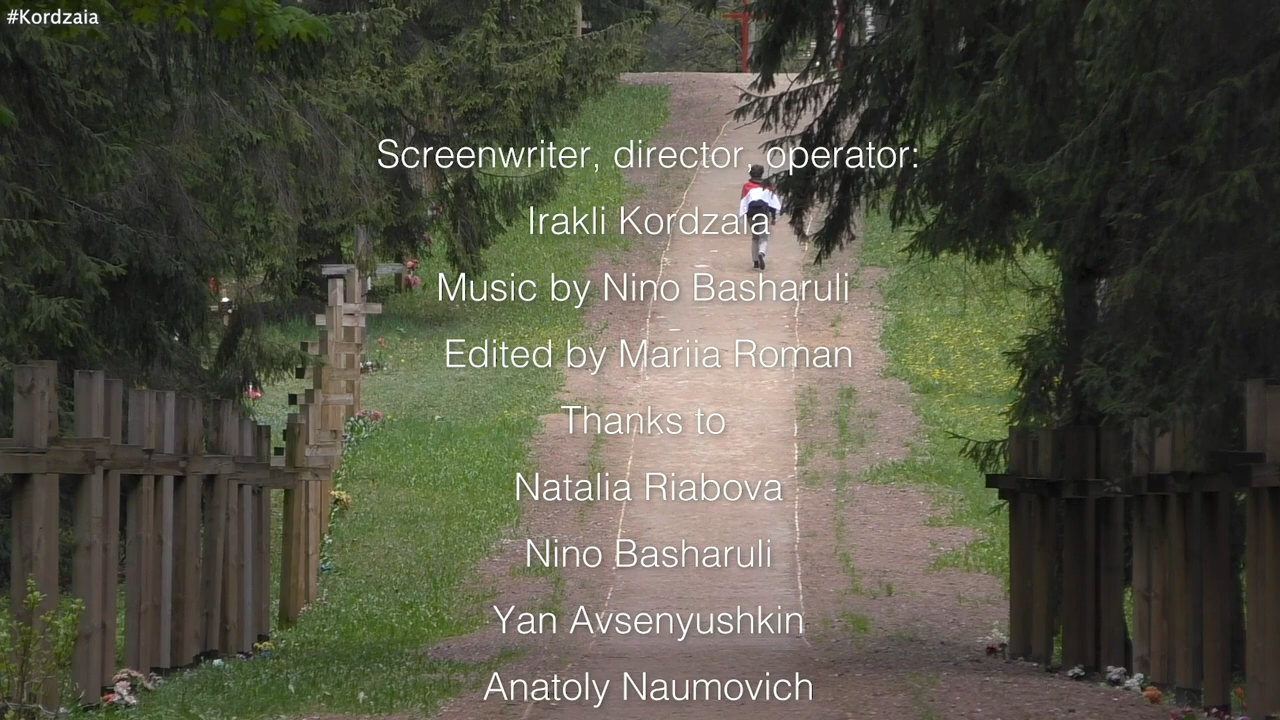 #Kordzaia
Screenwriter, director, operator:
Irakli Kordzaia
Music by Nino Basharuli
Edited by Mariia Roman
Thanks to
Natalia Riabova
Nino Basharuli
Yan Avsenyushkin
Anatoly Naumovich